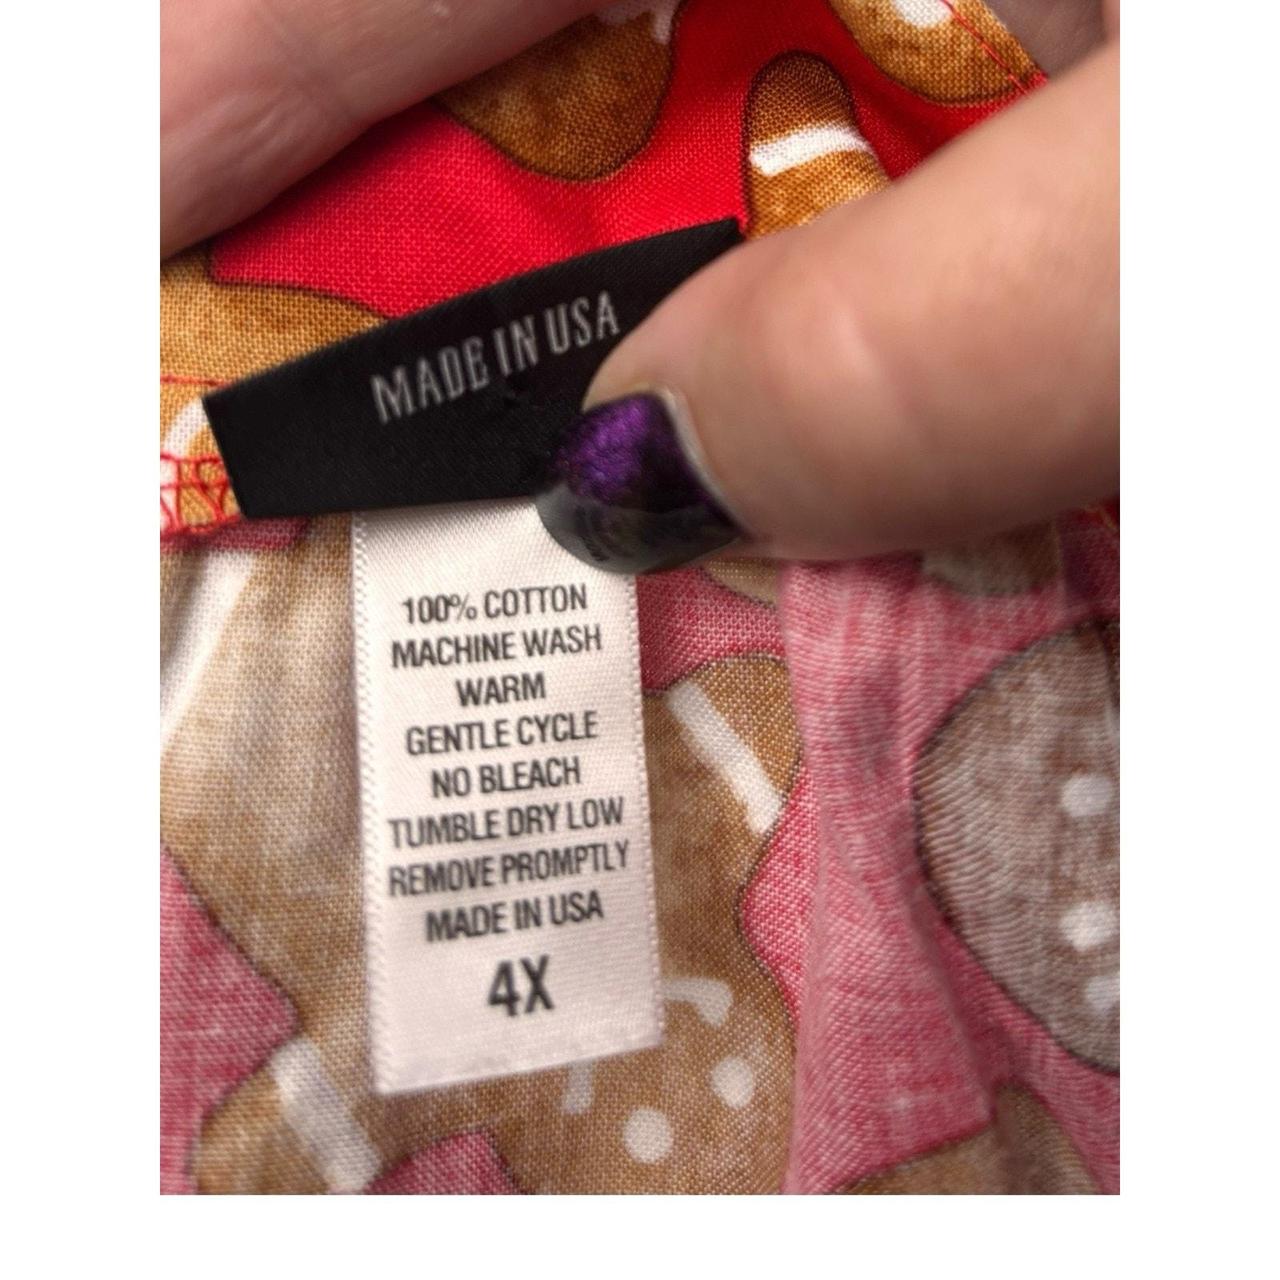 MADE IN USA
100% COTTON
MACHINE WASH
WARM
GENTLE CYCLE
NO BLEACH
TUMBLE DRY LOW
REMOVE PROMPTLY
MADE IN USA
4X